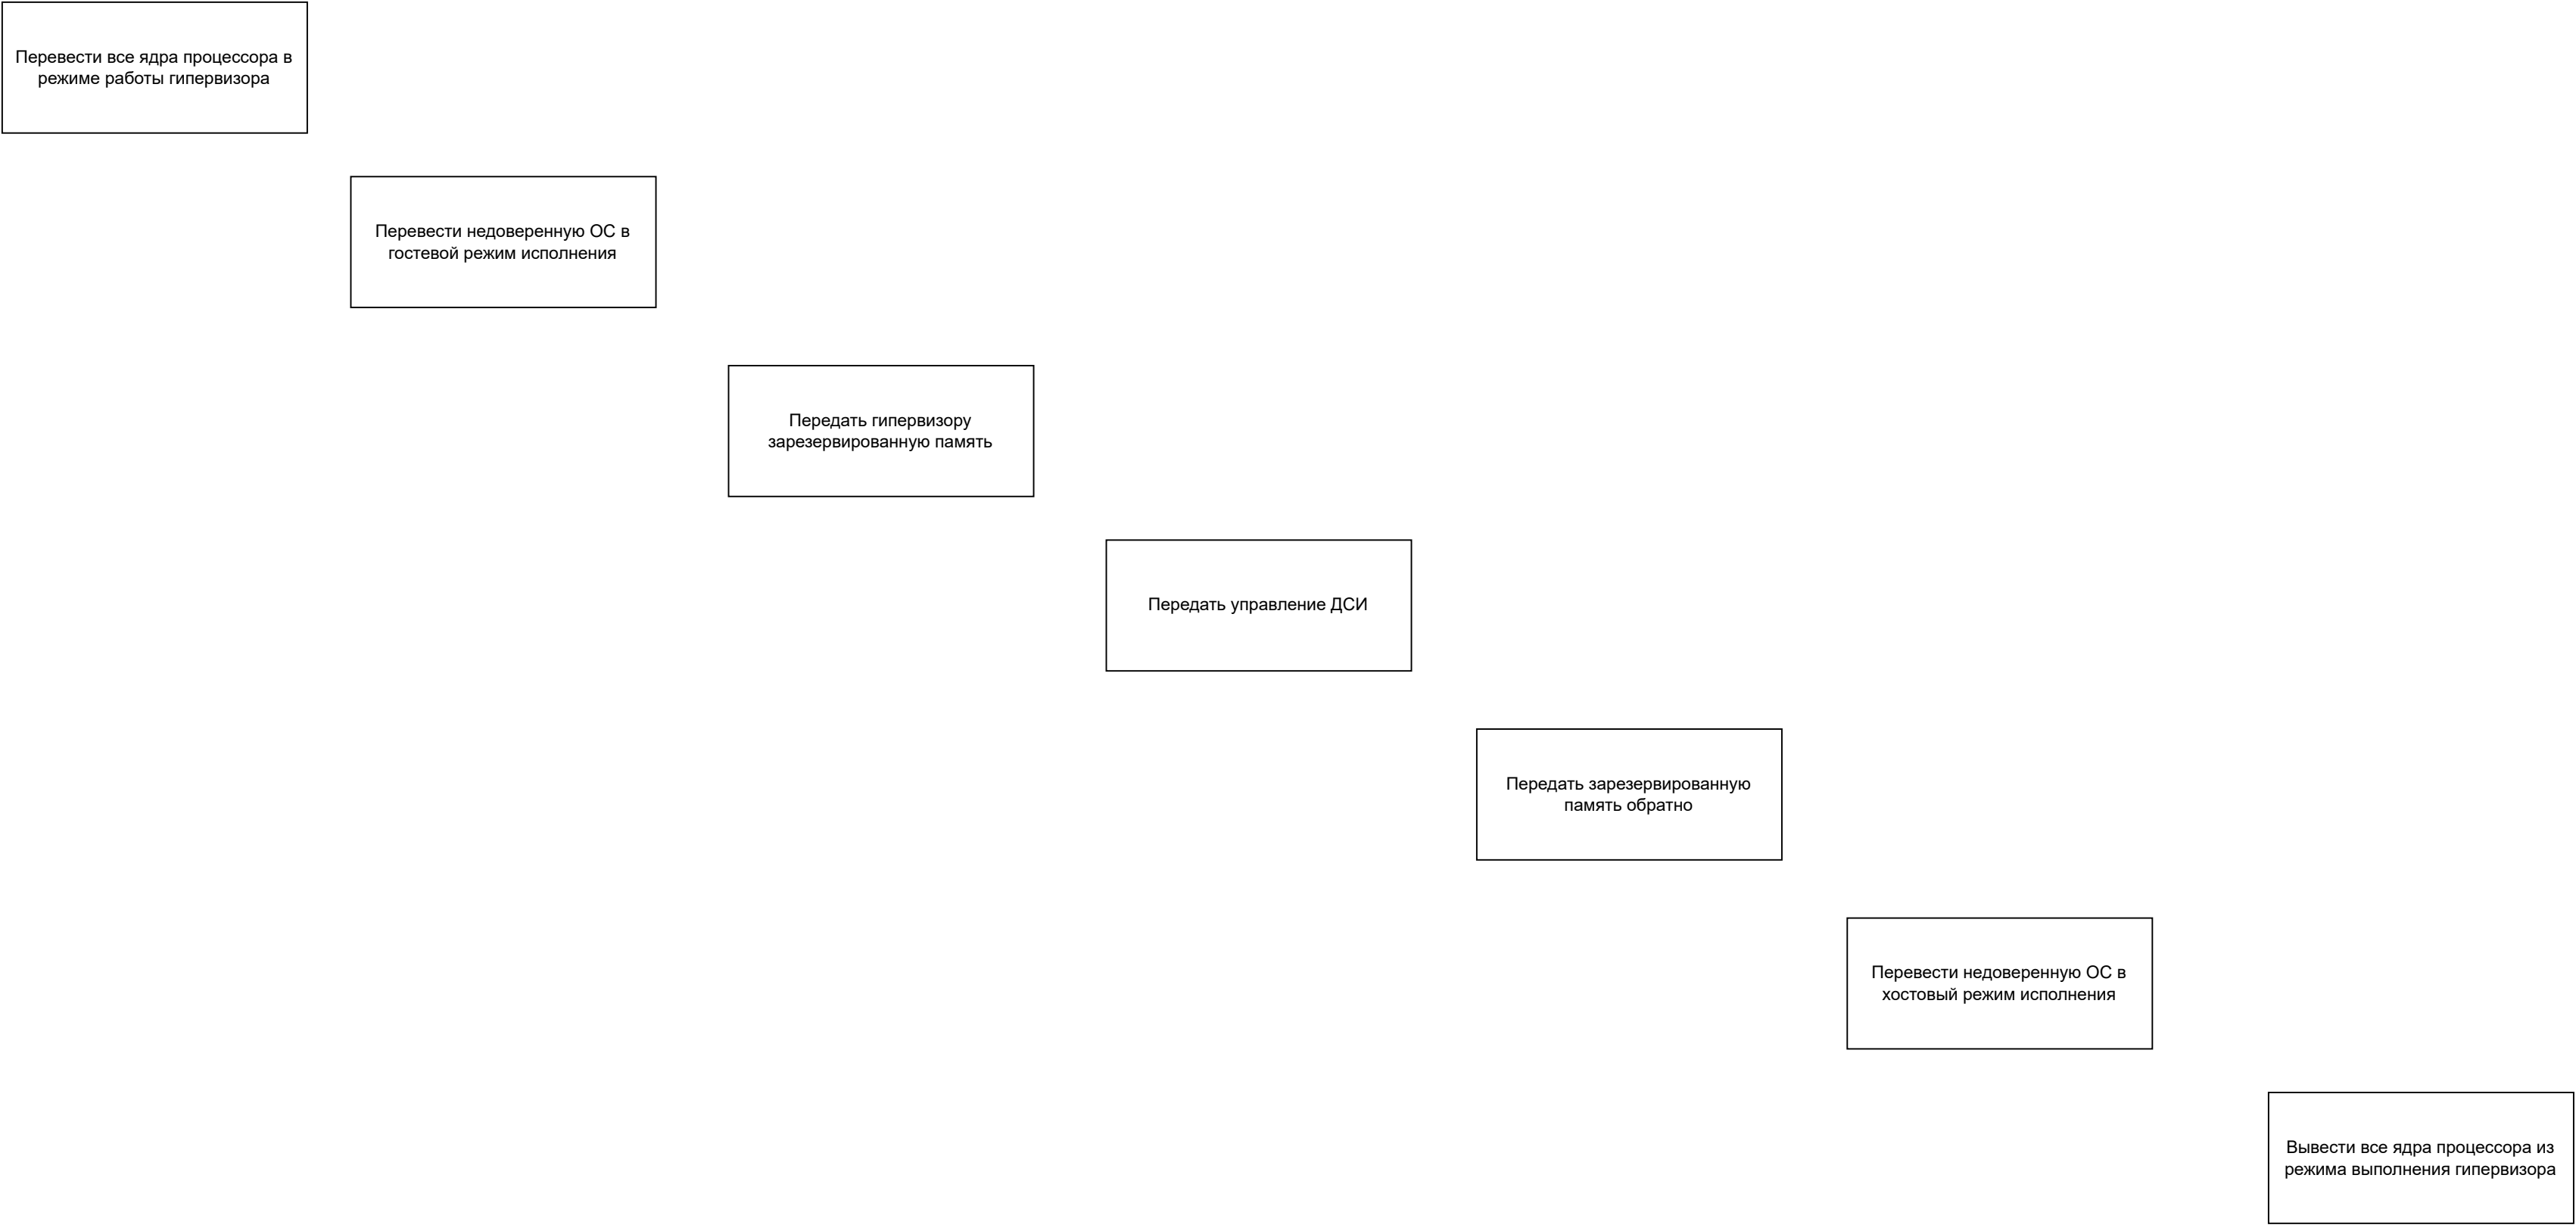 Перевести все ядра процессора в
режиме работы гипервизора
Перевести недоверенную ОС в
гостевой режим исполнения
Передать гипервизору
зарезервированную память
Передать управление ДСИ
Передать зарезервированную
память обратно
Перевести недоверенную ОС в
хостовый режим исполнения
Вывести все ядра процессора из
режима выполнения гипервизора